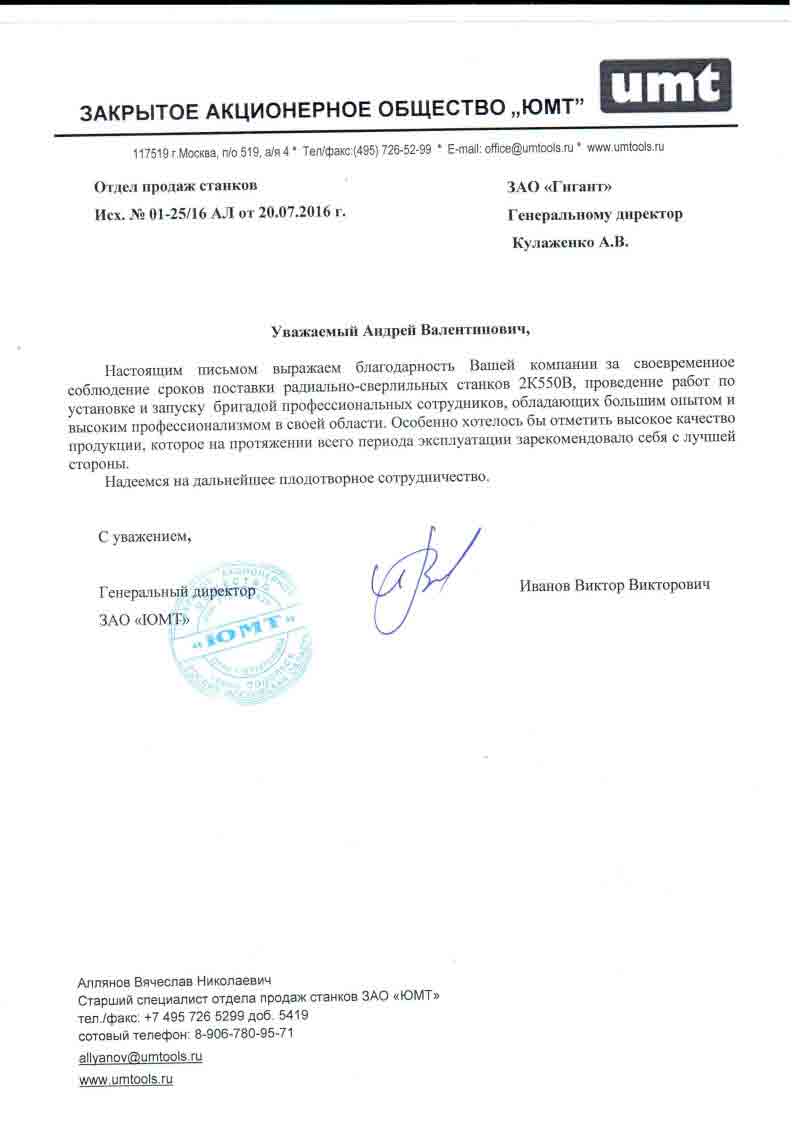 umt
ЗАКРЫТОЕ АКЦИОНЕРНОЕ ОБЩЕСТВО „ЮМТ”
117519 г.Москва, п/о 519, а/я 4 * Тел/факс:(495) 726-52-99 * E-mail: office@umtools.ru * www.umtools.ru
Отдел продаж станков
Исх. № 01-25/16 АЛ от 20.07.2016 г.
ЗАО «Гигант»
Генеральному директор
Кулаженко А.В.
Уважаемый Андрей Валентинович,
Настоящим письмом выражаем благодарность Вашей компании за своевременное
соблюдение сроков поставки радиально-сверлильных станков 2К550В, проведение работ по
установке и запуску бригадой профессиональных сотрудников, обладающих большим опытом и
высоким профессионализмом в своей области. Особенно хотелось бы отметить высокое качество
продукции, которое на протяжении всего периода эксплуатации зарекомендовало себя с лучшей
стороны.
Надеемся на дальнейшее плодотворное сотрудничество.
С уважением,
Генеральный директор
ЗАО «ЮМТ»
Иванов Виктор Викторович
«ЮМТ»
Аллянов Вячеслав Николаевич
Старший специалист отдела продаж станков ЗАО «ЮМТ»
тел./факс: +7 495 726 5299 доб. 5419
сотовый телефон: 8-906-780-95-71
allyanov@umtools.ru
www.umtools.ru